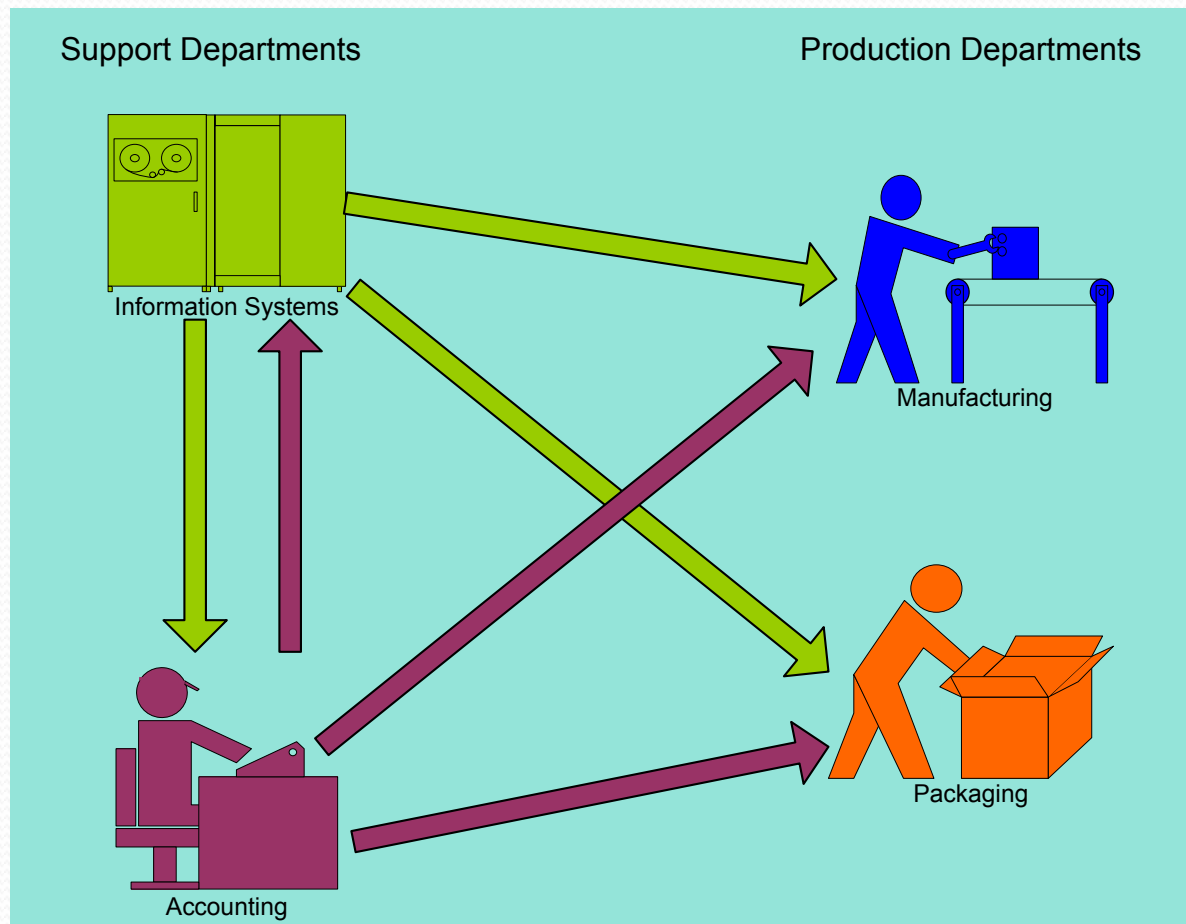 Support Departments
Production Departments
Information Systems
Manufacturing
Packaging
Accounting